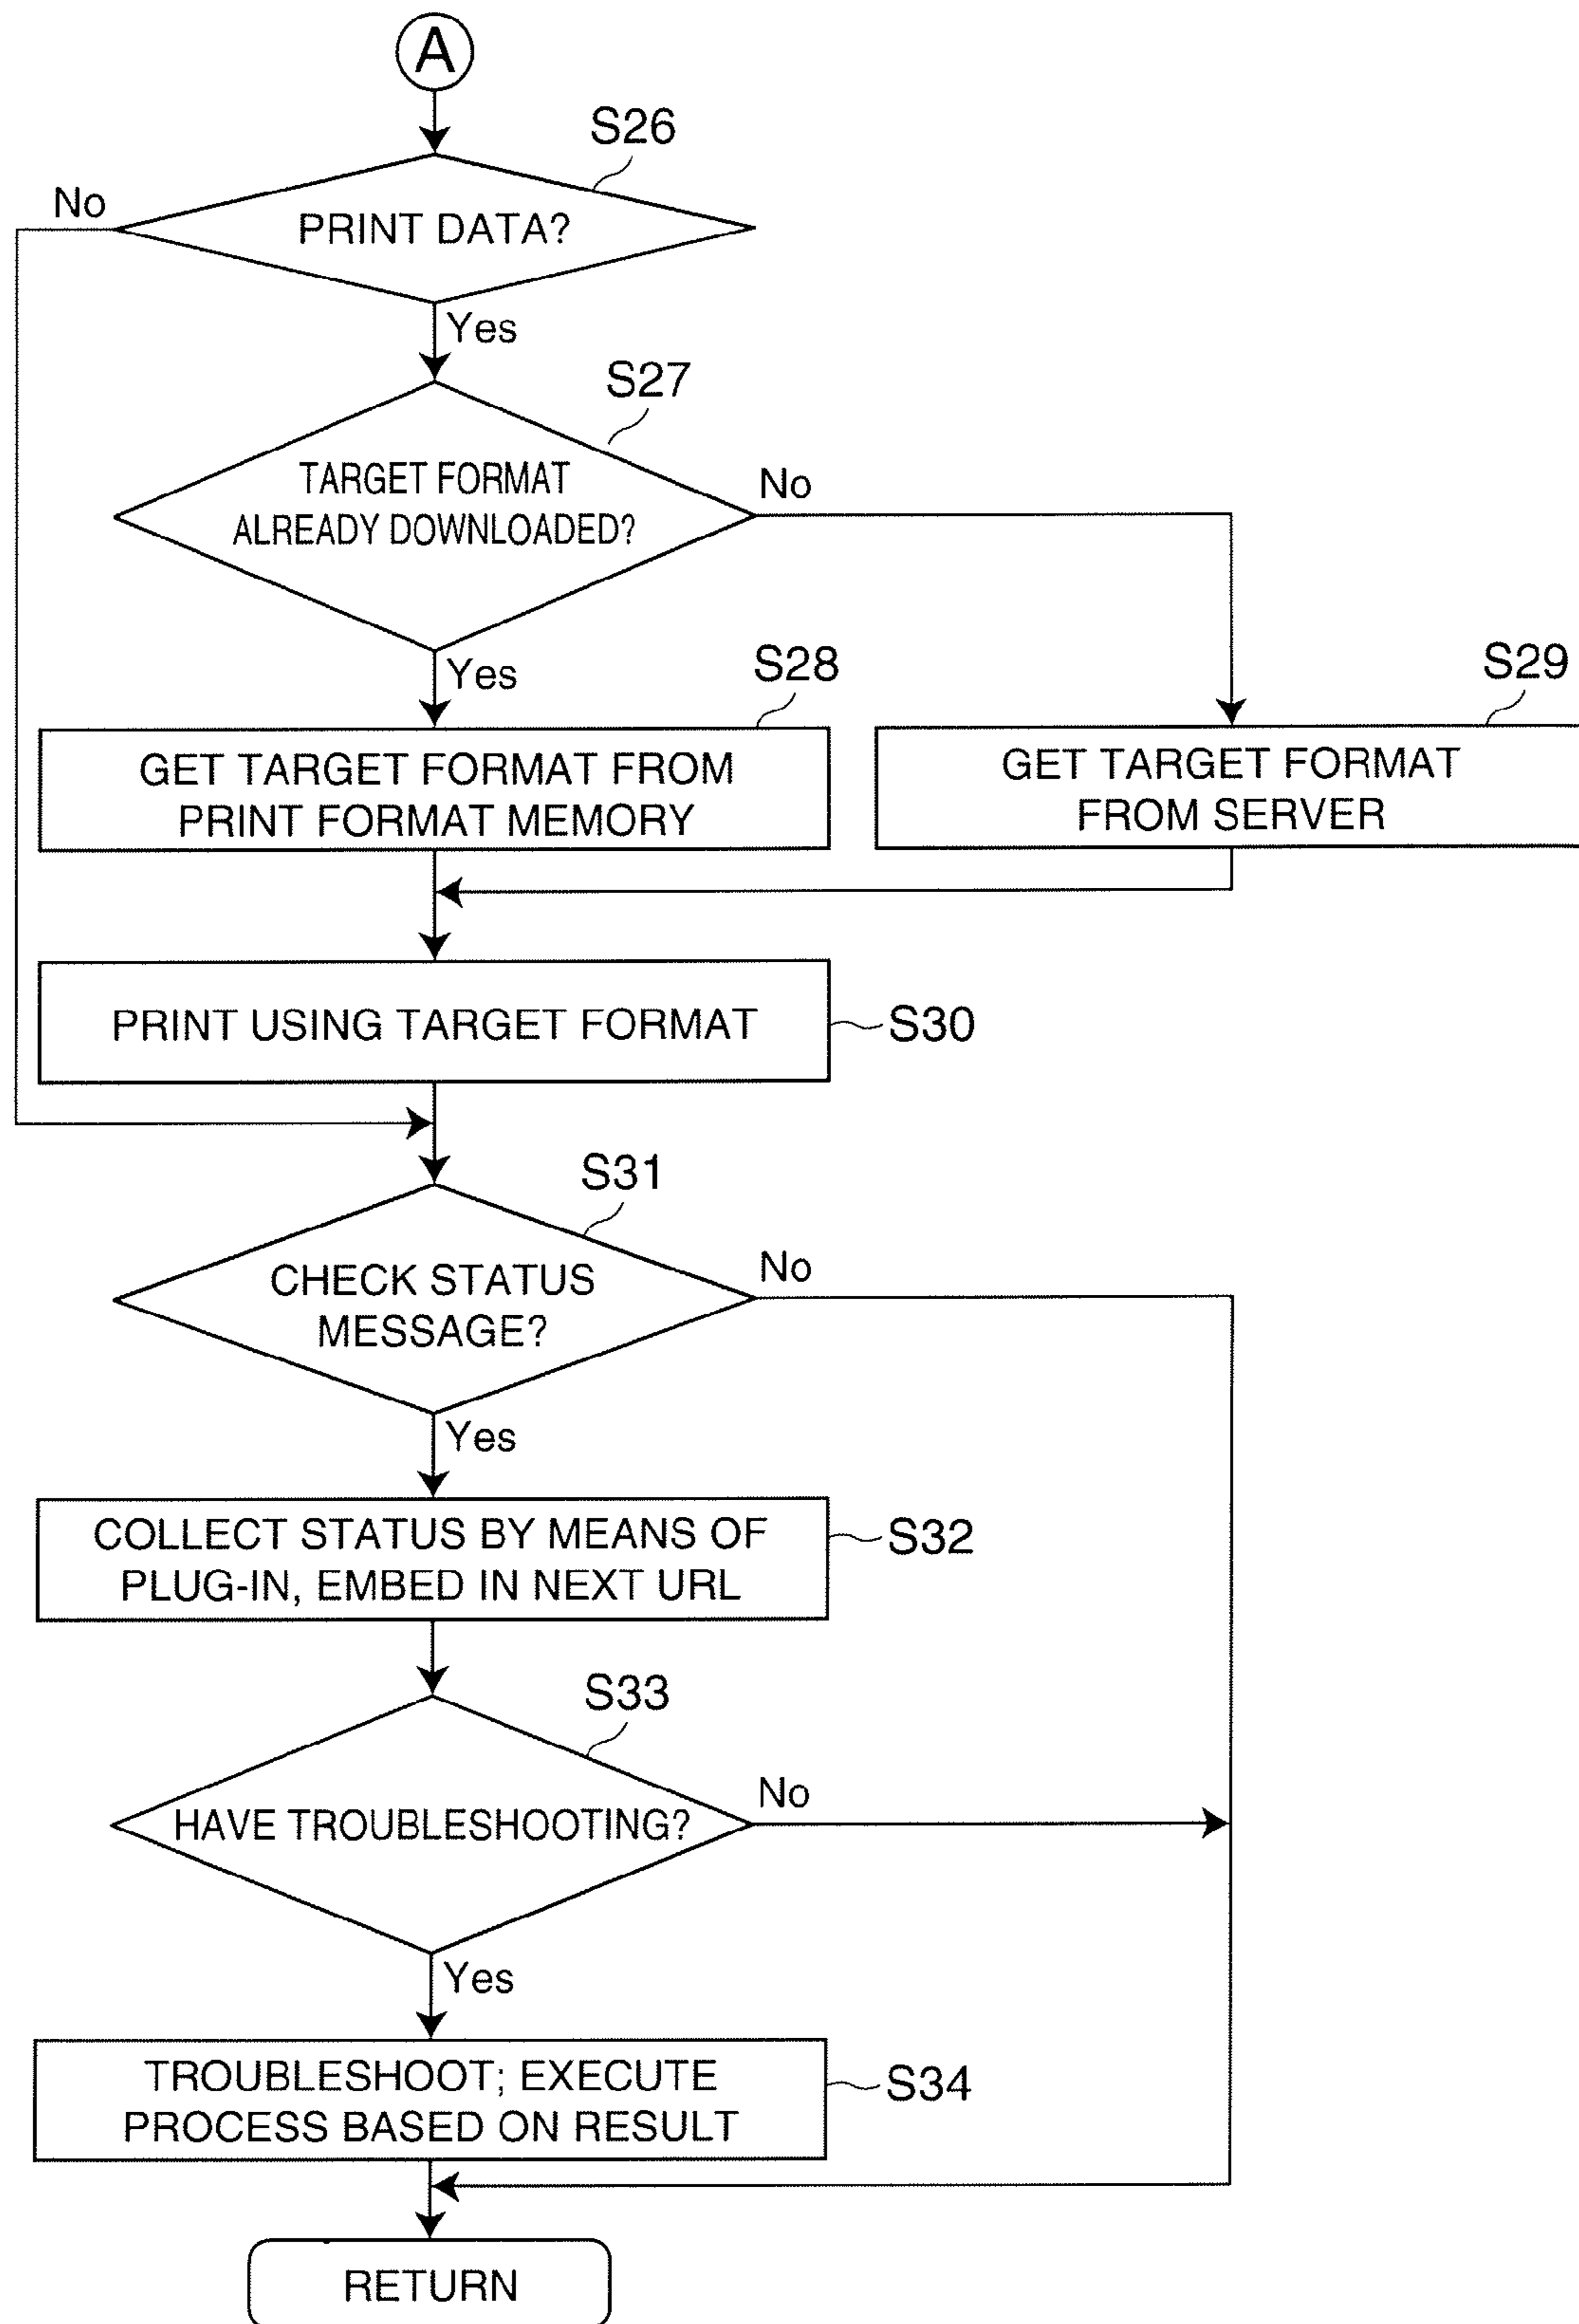 A
S26
No
PRINT DATA?
Yes
S27
TARGET FORMAT
ALREADY DOWNLOADED?
No
Yes
S28
S29
GET TARGET FORMAT FROM
PRINT FORMAT MEMORY
GET TARGET FORMAT
FROM SERVER
PRINT USING TARGET FORMAT
S30
S31
CHECK STATUS
MESSAGE?
No
Yes
COLLECT STATUS BY MEANS OF
PLUG-IN, EMBED IN NEXT URL
S32
S33
HAVE TROUBLESHOOTING?
No
Yes
TROUBLESHOOT; EXECUTE
PROCESS BASED ON RESULT
S34
RETURN